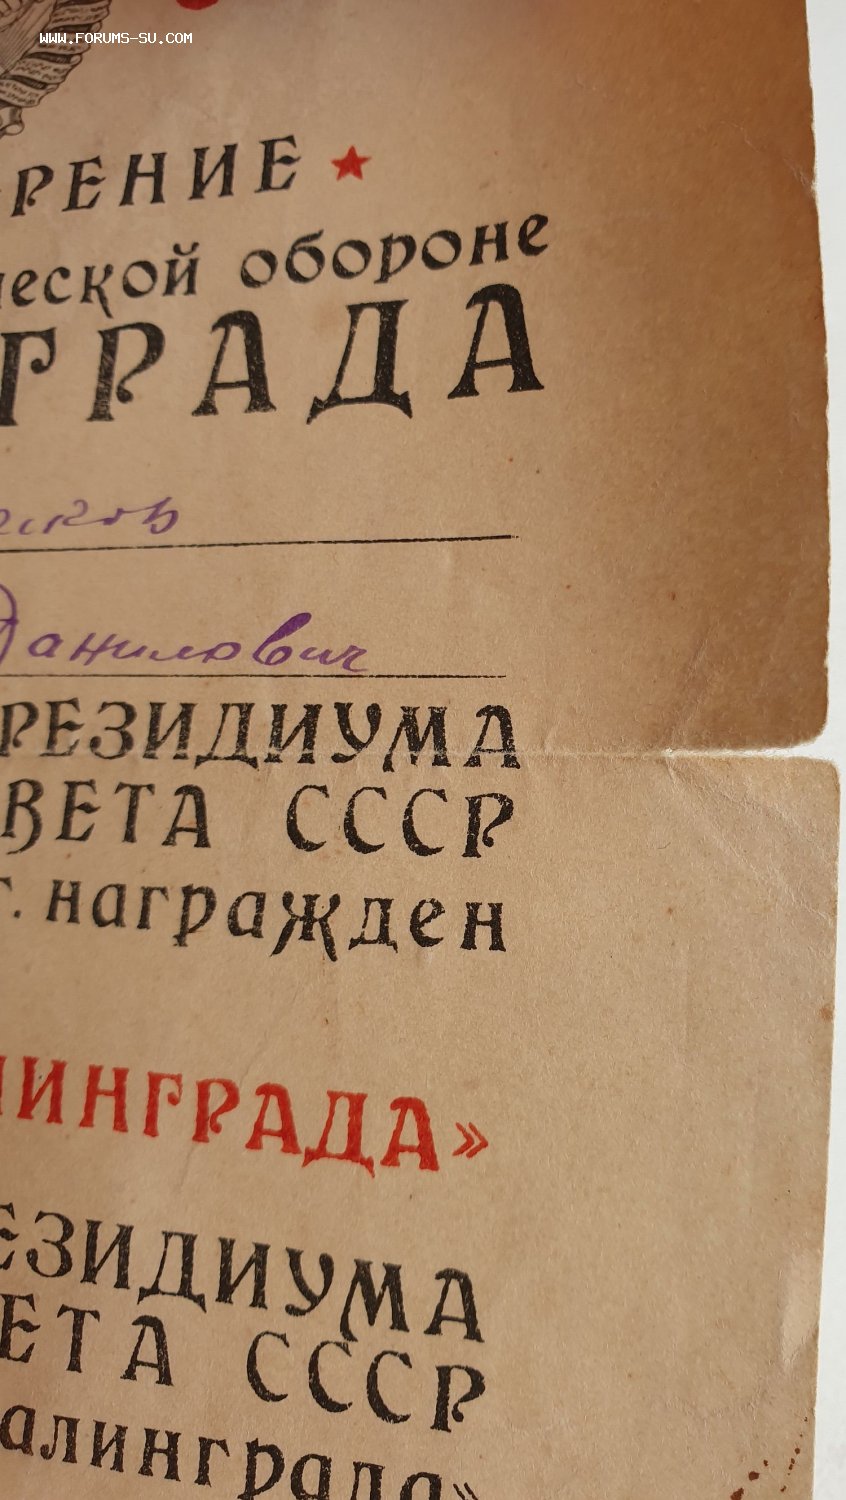 WWW.FORUMS-SU.COM
РЕНИЕ
ческой обороне
ГРАДА
Данилович
РЕЗИДИУМА
ВЕТА СССР
г. награжден
ИНГРАДА»
ЕЗИДИУМА
ЕТА СССР
алинграда»